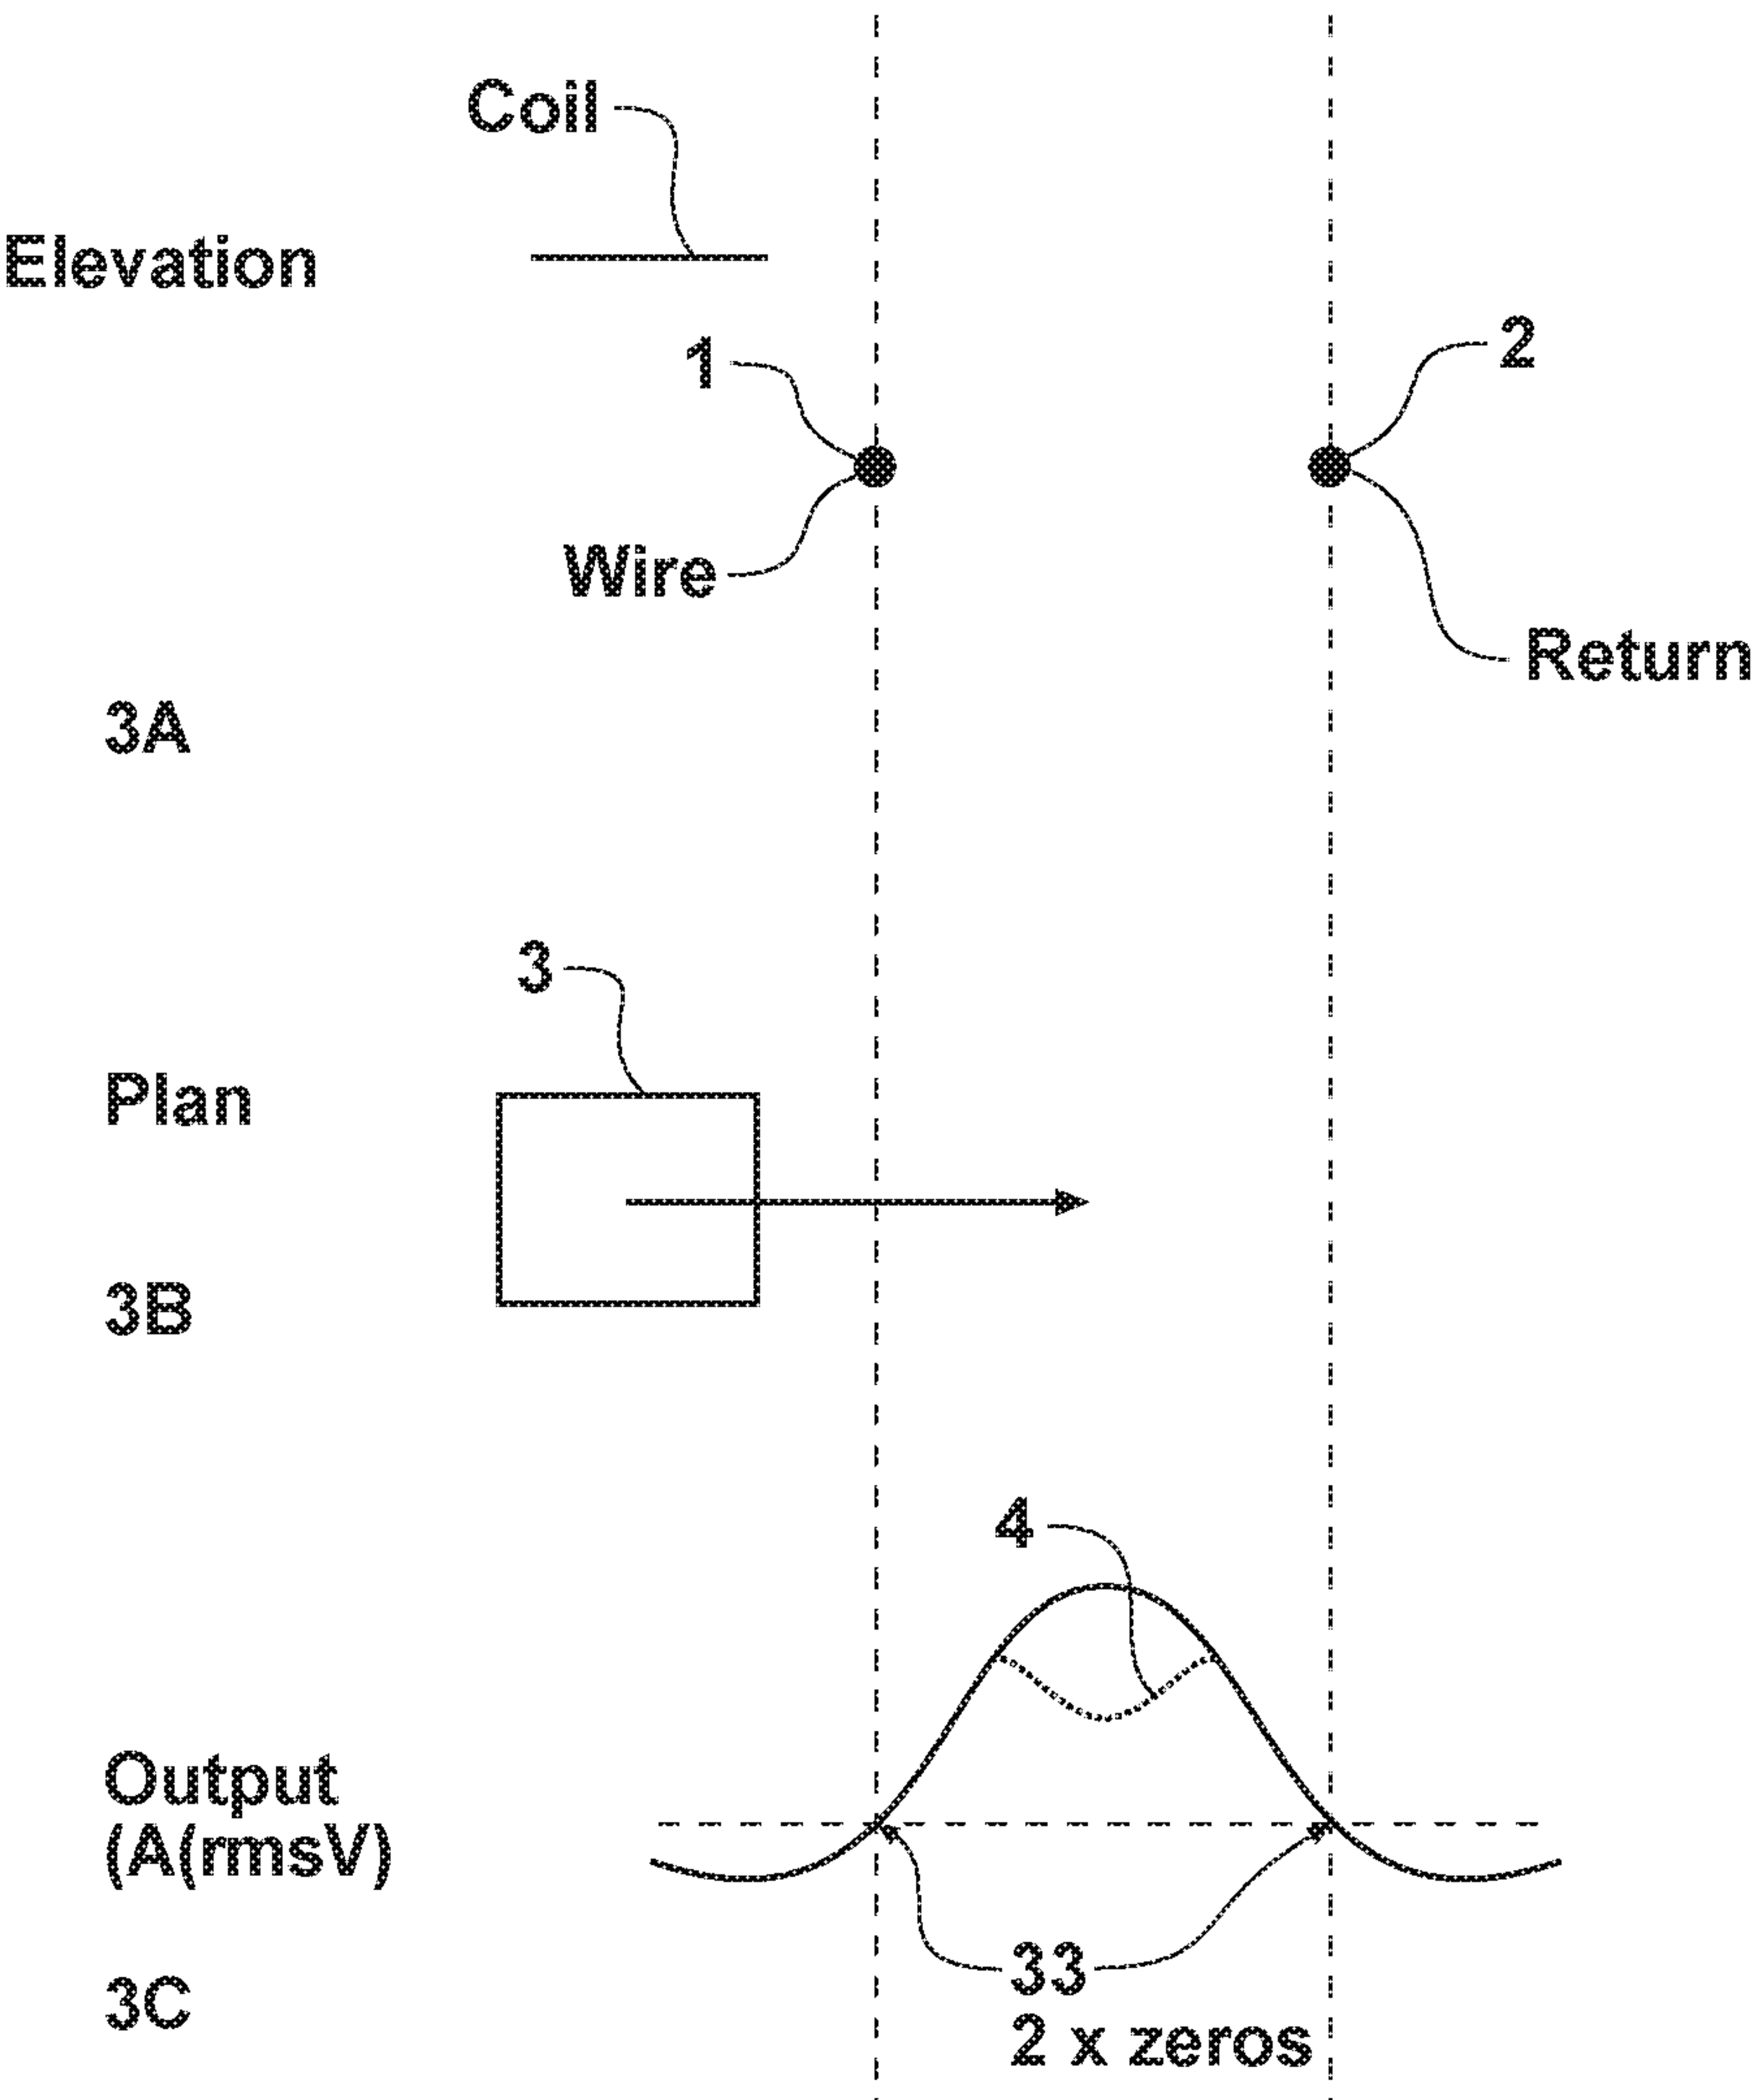 Coil
Elevation
1
2
Wire
Return
3A
3
Plan
3B
4
Output
(A(rmsV)
33
3C
2 x zeros